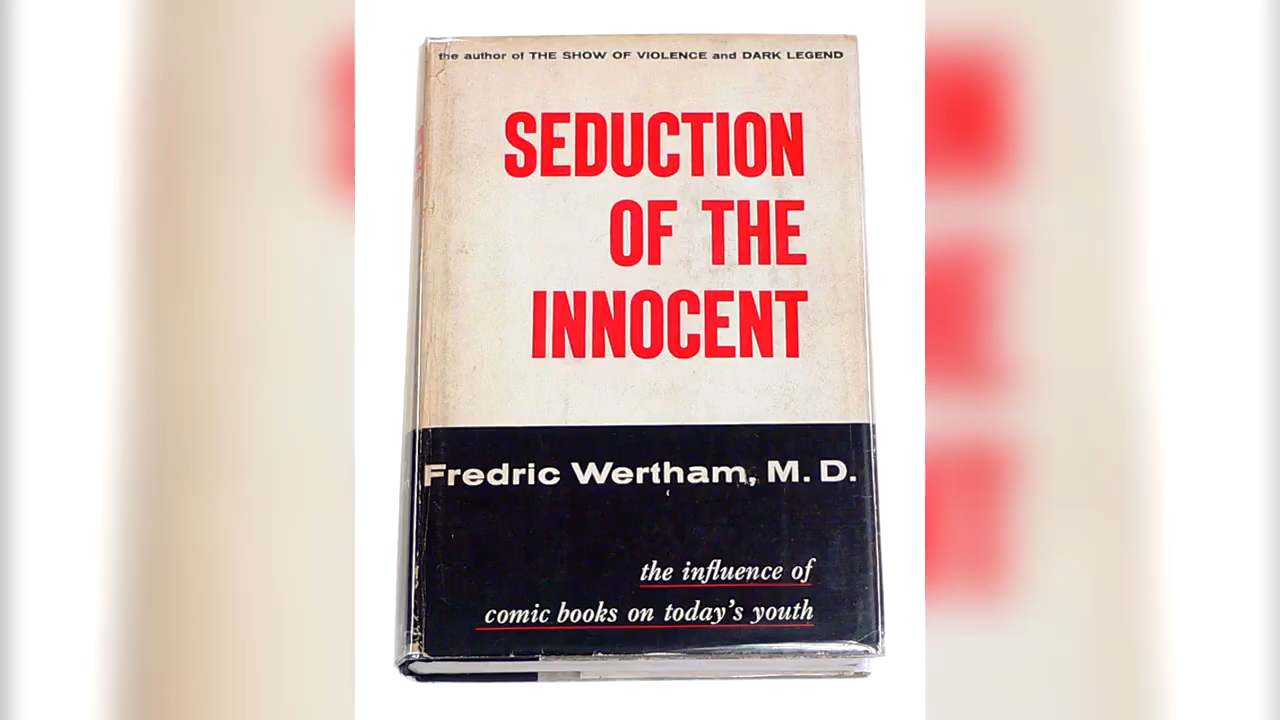 the author of THE SHOW OF VIOLENCE and DARK LEGEND
SEDUCTION
OF THE
INNOCENT
Fredric Wertham, M. D.
the influence of
comic books on today's youth